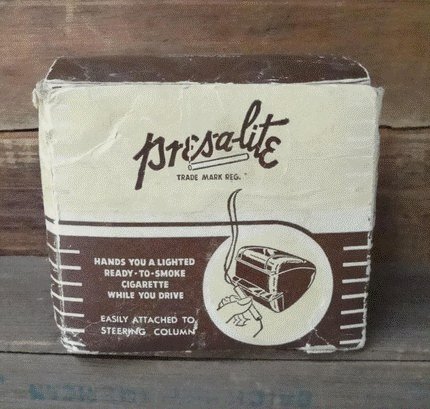 pres-a-lite
TRADE MARK REG.
HANDS YOU A LIGHTED
READY-TO-SMOKE
CIGARETTE
WHILE YOU DRIVE
EASILY ATTACHED TO
STEERING COLUMN